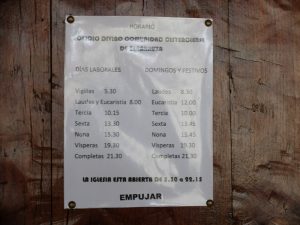 HORARIO
OFICIO DIVINO COMUNIDAD CISTERCIENSE
DE
DIAS LABORALES DOMINGOS Y FESTIVOS
Vigilias 5.30 Laudes 8.30
Laudes y Eucaristía 8.00 Eucaristía 12.00
Tercia 10.15 Tercia 10.00
Sexta 13.30 Sexta 13.45
Nona 15.30 Nona 15.45
Vísperas 19.30 Vísperas 19.30
Completas 21.30 Completas 21.30
LA IGLESIA ESTA ABIERTA DE 5.30 a 22.15
EMPUJAR